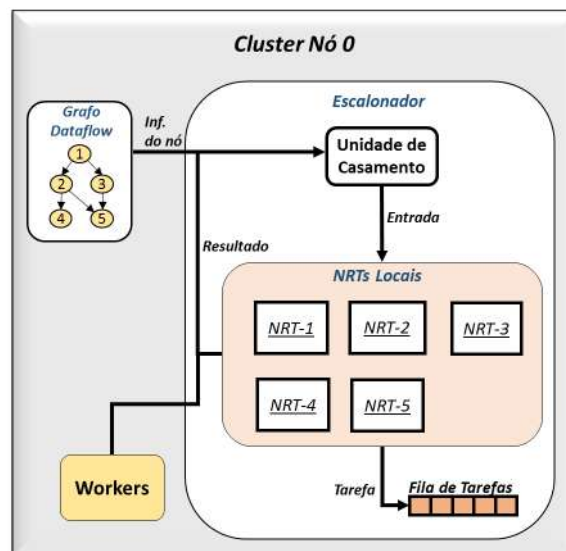 Cluster Nó 0
Grafo
Dataflow
1
2
3
4
5
Inf.
do nó
Escalonador
Unidade de
Casamento
Entrada
Resultado
NRTs Locais
NRT-1
NRT-2
NRT-3
NRT-4
NRT-5
Workers
Tarefa
Fila de Tarefas